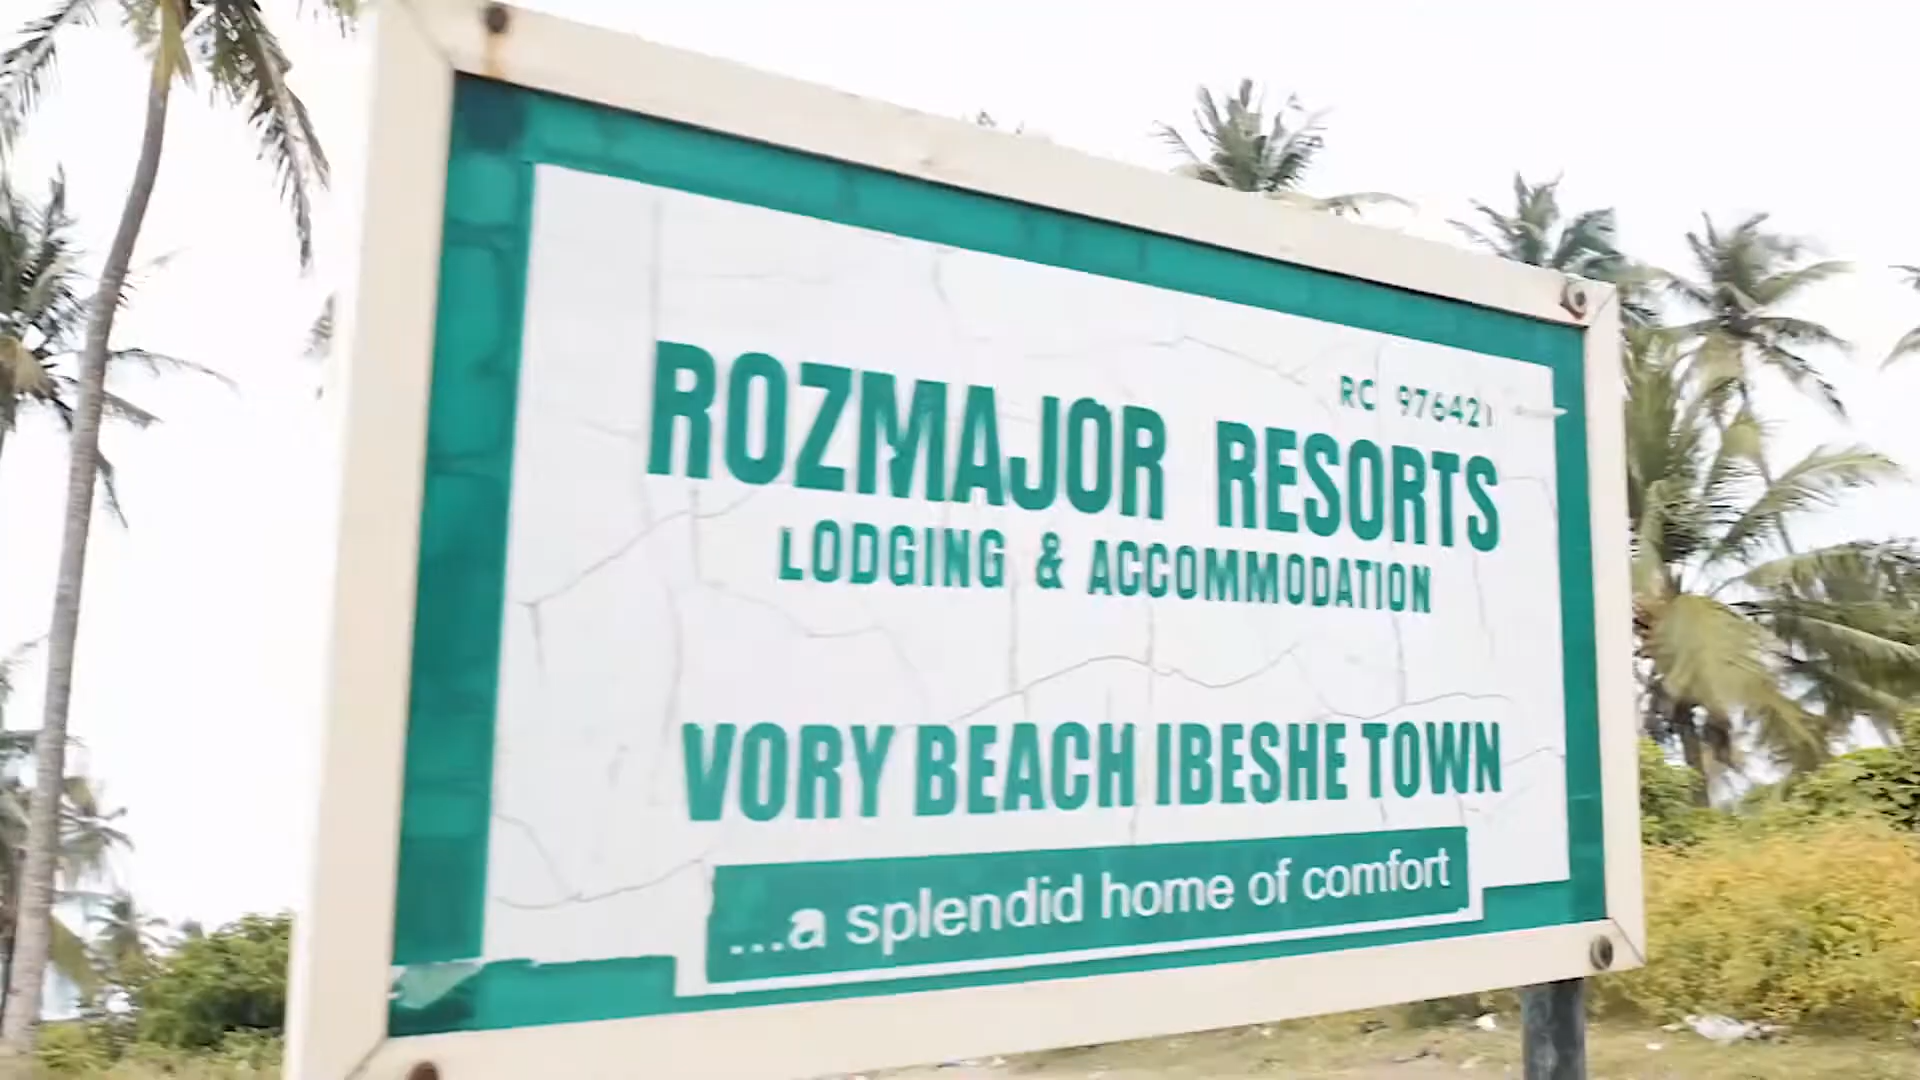 RC 976421
ROZMAJOR RESORTS
LODGING & ACCOMMODATION
VORY BEACH IBESHE TOWN
...a splendid home of comfort